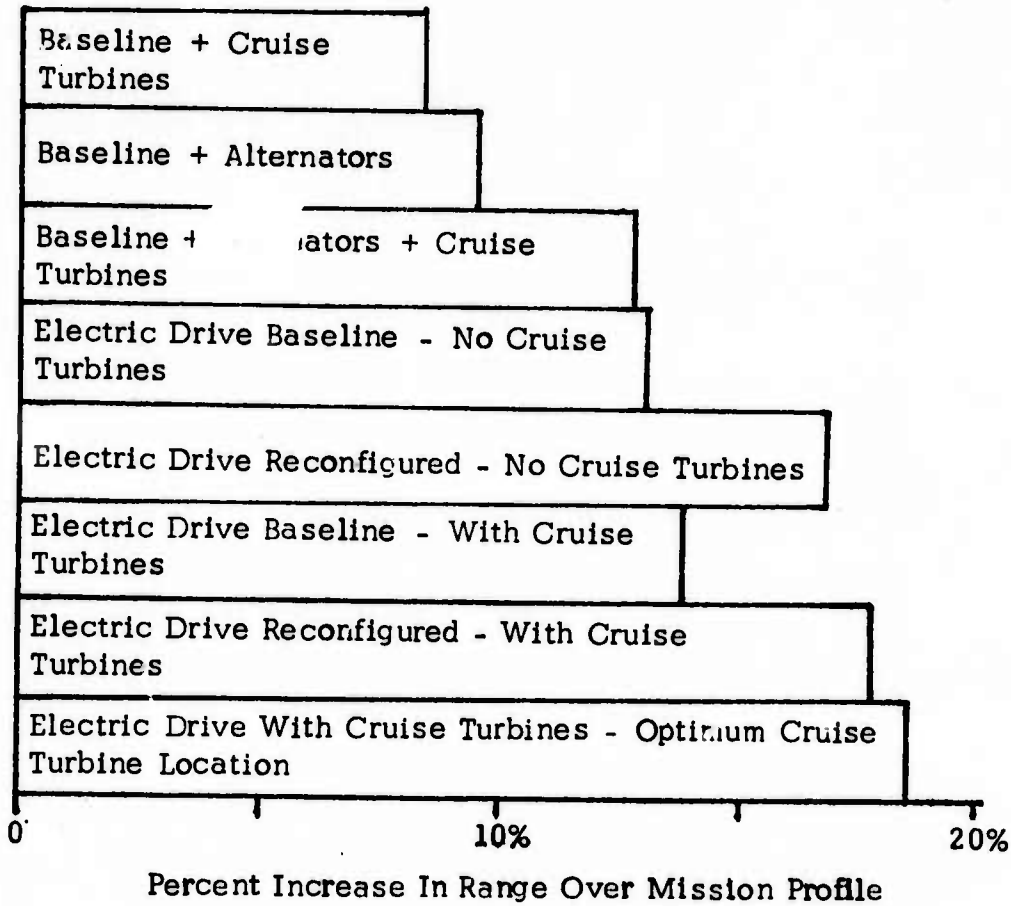 Baseline + Cruise
Turbines
Baseline + Alternators
Baseline + + Cruise
Turbines
Electric Drive Baseline - No Cruise
Turbines
Electric Drive Reconfigured - No Cruise Turbines
Electric Drive Baseline - With Cruise
Turbines
Electric Drive Reconfigured - With Cruise
Turbines
Electric Drive With Cruise Turbines - Optimum Cruise
Turbine Location
0 10% 20%
Percent Increase In Range Over Mission Profile